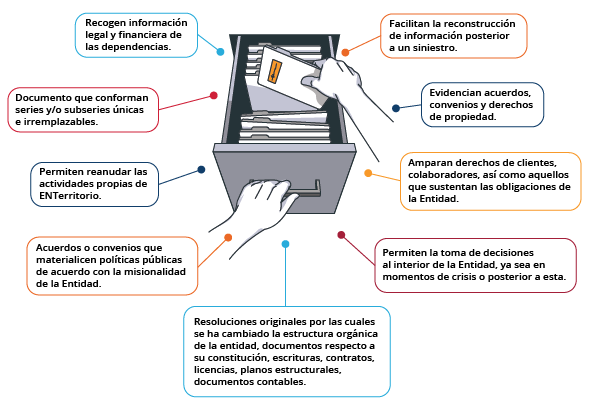 Recogen información
legal y financiera de
las dependencias.
Facilitan la reconstrucción
de información posterior
a un siniestro.
Documento que conforman
series y/o subseries únicas
e irremplazables.
Evidencian acuerdos,
convenios y derechos
de propiedad.
Permiten reanudar las
actividades propias de
ENTerritorio.
Amparan derechos de clientes,
colaboradores, así como aquellos
que sustentan las obligaciones de
la Entidad.
Acuerdos o convenios que
materialicen políticas públicas
de acuerdo con la misionalidad
de la Entidad.
Permiten la toma de decisiones
al interior de la Entidad, ya sea en
momentos de crisis o posterior a esta.
Resoluciones originales por las cuales
se ha cambiado la estructura orgánica
de la entidad, documentos respecto a
su constitución, escrituras, contratos,
licencias, planos estructurales,
documentos contables.